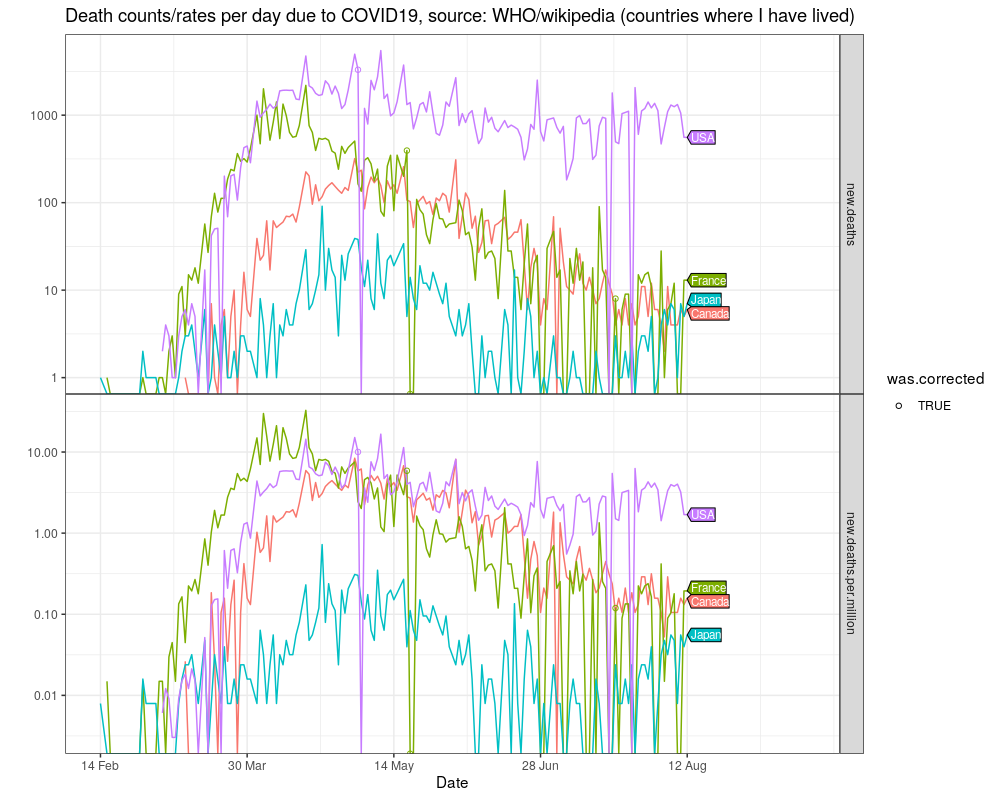 Death counts/rates per day due to COVID19, source: WHO/wikipedia (countries where I have lived)
1000
100
10
1
USA
France
Japan
Canada
new.deaths
10.00
1.00
0.10
0.01
USA
France
Canada
Japan
new.deaths.per.million
14 Feb
30 Mar
14 May
28 Jun
12 Aug
Date
was.corrected
TRUE